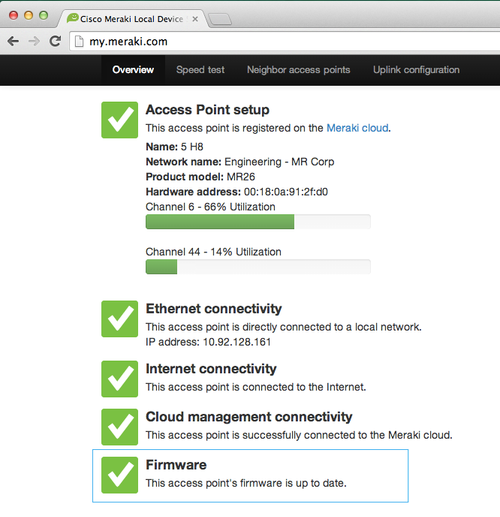 Cisco Meraki Local Device
my.meraki.com
Overview Speed test Neighbor access points Uplink configuration
Access Point setup
This access point is registered on the Meraki cloud.
Name: 5 H8
Network name: Engineering - MR Corp
Product model: MR26
Hardware address: 00:18:0a:91:2f:d0
Channel 6 - 66% Utilization
Channel 44 - 14% Utilization
Ethernet connectivity
This access point is directly connected to a local network.
IP address: 10.92.128.161
Internet connectivity
This access point is connected to the Internet.
Cloud management connectivity
This access point is successfully connected to the Meraki cloud.
Firmware
This access point's firmware is up to date.